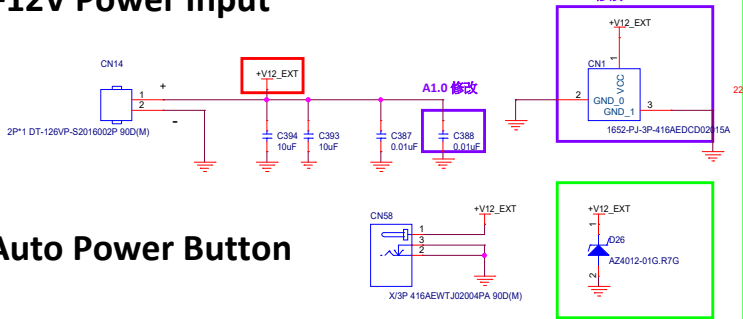 +12V Power Input
+V12_EXT
CN14
+V12_EXT
CN1
+
1
2
-
A1.0 修改
1
VCC
2
GND_0
GND_1
3
22
2P*1 DT-126VP-S2016002P 90D(M)
C394
10uF
C393
10uF
C387
0.01uF
C388
0.01uF
1652-PJ-3P-416AEDCD02015A
Auto Power Button
CN58
+V12_EXT
+V12_EXT
1
3
2
1
D26
AZ4012-01G.R7G
2
X/3P 416AEWTJ02004PA 90D(M)